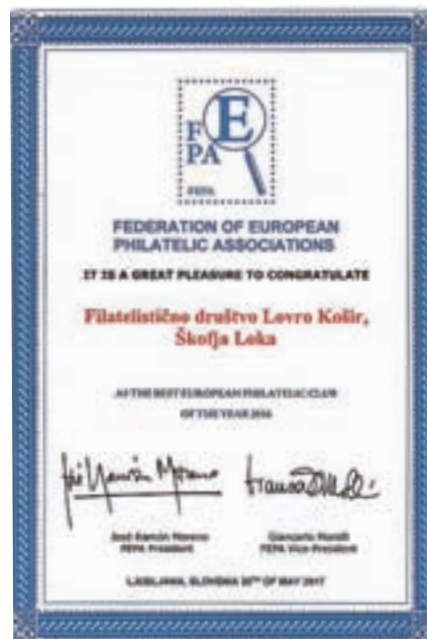 F E
PA
FEPA
FEDERATION OF EUROPEAN
PHILATELIC ASSOCIATIONS
IT IS A GREAT PLEASURE TO CONGRATULATE
Filatelistično društvo Lovro Košir,
Škofja Loka
AS THE BEST EUROPEAN PHILATELIC CLUB
OF THE YEAR 2016
José Ramón Moreno
FEPA President
Giancarlo Morolli
FEPA Vice-President
LJUBLJANA, SLOVENIA OF MAY 2017